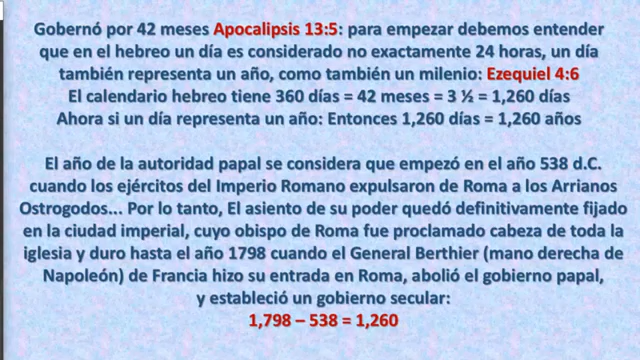 Gobernó por 42 meses Apocalipsis 13:5: para empezar debemos entender
que en el hebreo un día es considerado no exactamente 24 horas, un día
también representa un año, como también un milenio: Ezequiel 4:6
El calendario hebreo tiene 360 días = 42 meses = 3 ½ = 1,260 días
Ahora si un día representa un año: Entonces 1,260 días = 1,260 años
El año de la autoridad papal se considera que empezó en el año 538 d.C.
cuando los ejércitos del Imperio Romano expulsaron de Roma a los Arrianos
Ostrogodos... Por lo tanto, El asiento de su poder quedó definitivamente fijado
en la ciudad imperial, cuyo obispo de Roma fue proclamado cabeza de toda la
iglesia y duro hasta el año 1798 cuando el General Berthier (mano derecha de
Napoleón) de Francia hizo su entrada en Roma, abolió el gobierno papal,
y estableció un gobierno secular:
1,798 – 538 = 1,260